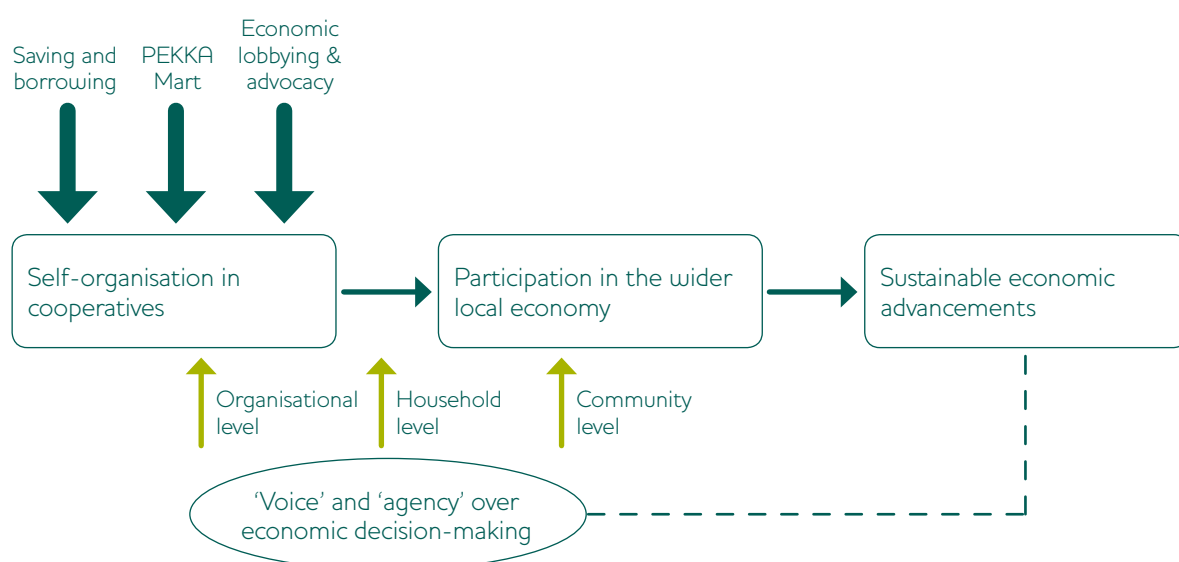 Saving and
borrowing
PEKKA
Mart
Economic
lobbying &
advocacy
Self-organisation in
cooperatives
Participation in the wider
local economy
Sustainable economic
advancements
Organisational
level
Household
level
Community
level
‘Voice’ and ‘agency’ over
economic decision-making